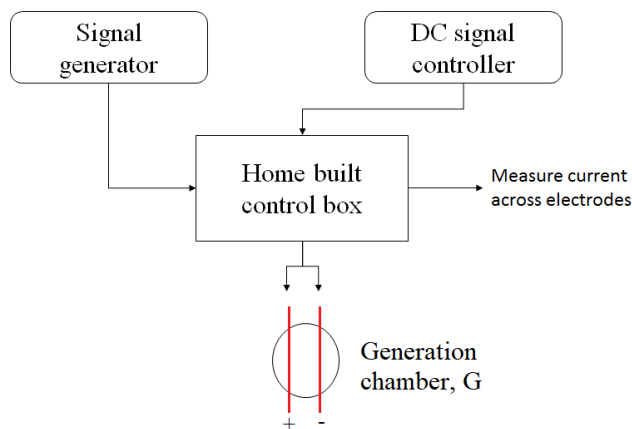 Signal
generator
DC signal
controller
Home built
control box
Measure current
across electrodes
Generation
chamber, G
+ -